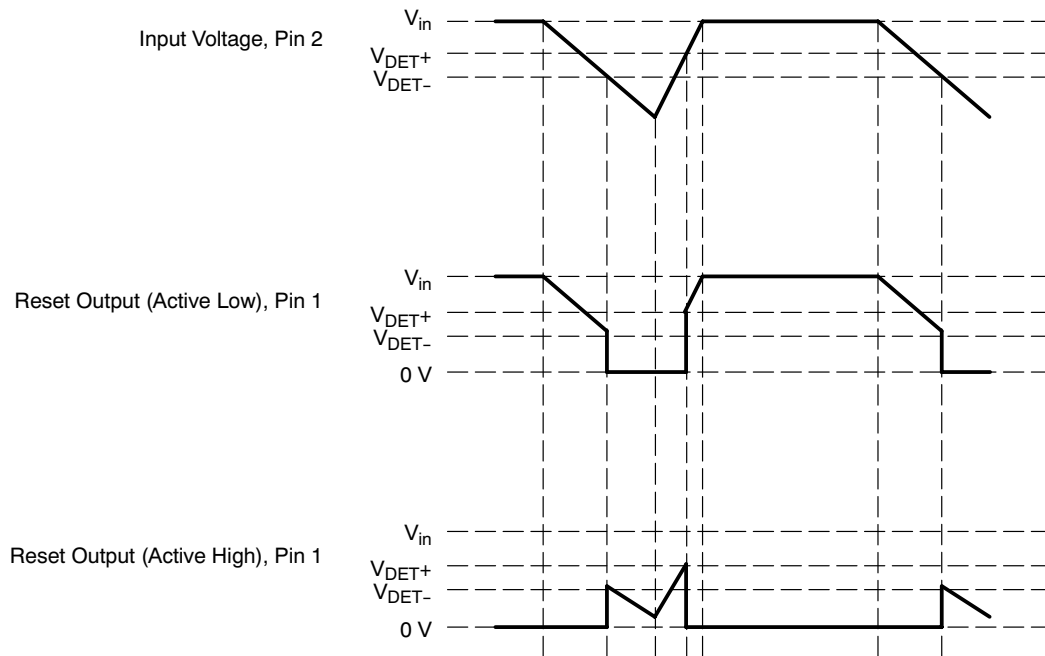 Input Voltage, Pin 2
V_in
V_DET+
V_DET−
Reset Output (Active Low), Pin 1
V_in
V_DET+
V_DET−
0 V
Reset Output (Active High), Pin 1
V_in
V_DET+
V_DET−
0 V